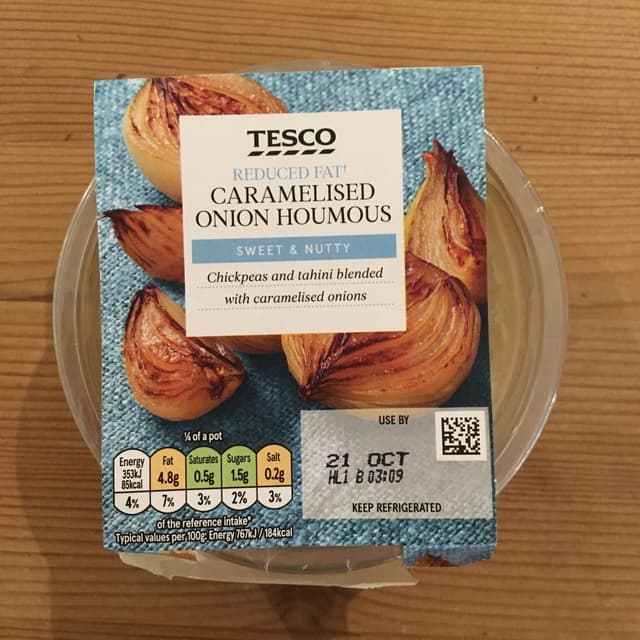 TESCO
REDUCED FAT†
CARAMELISED
ONION HOUMOUS
SWEET & NUTTY
Chickpeas and tahini blended
with caramelised onions
¼ of a pot
Energy 353kJ 85kcal 4%
Fat 4.8g 7%
Saturates 0.5g 3%
Sugars 1.5g 2%
Salt 0.2g 3%
of the reference intake*
Typical values per 100g: Energy 767kJ / 184kcal
USE BY
21 OCT
HL1 B 03:09
KEEP REFRIGERATED